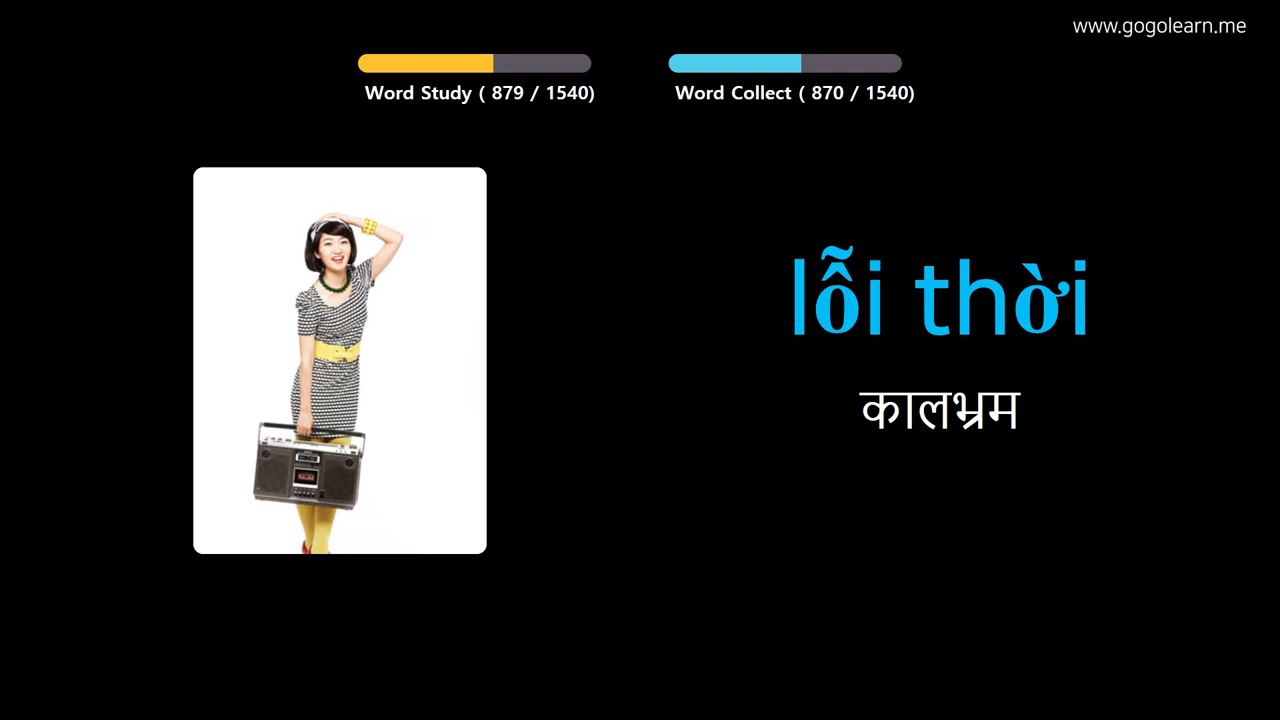 www.gogolearn.me
Word Study ( 879 / 1540)
Word Collect ( 870 / 1540)
lỗi thời
कालभ्रम